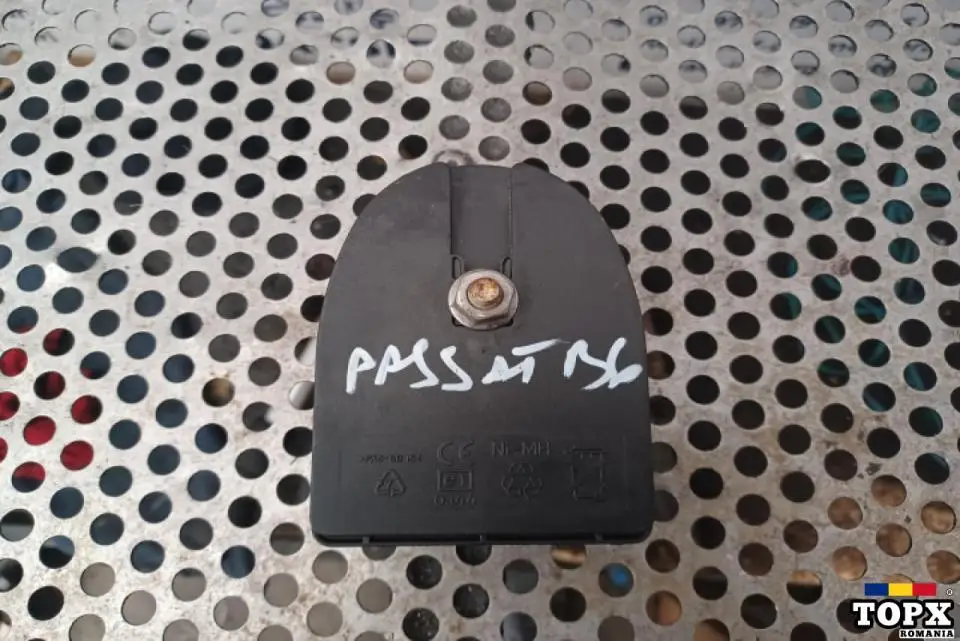 PASSAT B6
CE Ni-MH
TOPX
ROMANIA